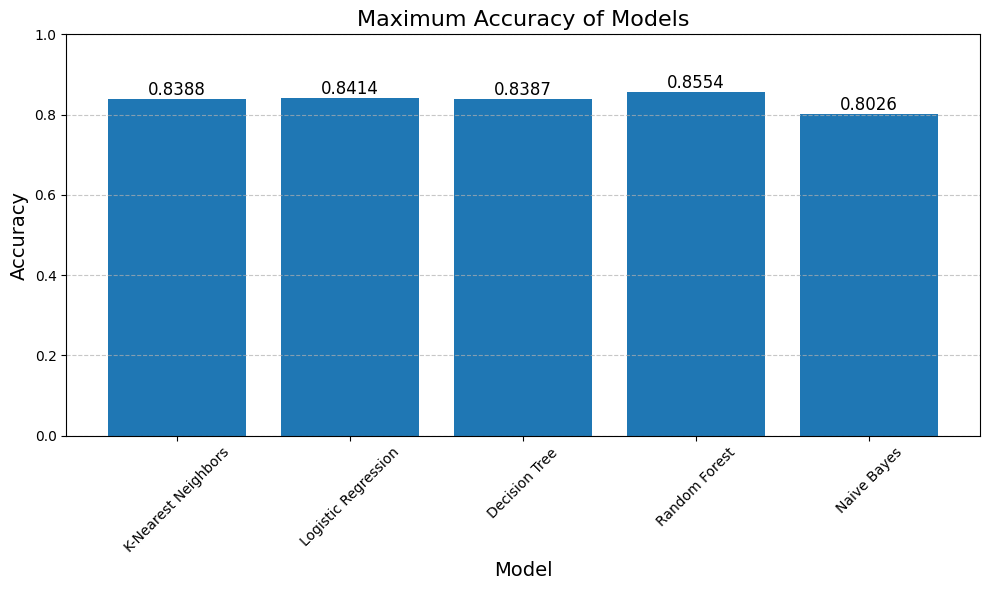 Maximum Accuracy of Models
Accuracy
1.0
0.8
0.6
0.4
0.2
0.0
0.8388
0.8414
0.8387
0.8554
0.8026
K-Nearest Neighbors
Logistic Regression
Decision Tree
Random Forest
Naive Bayes
Model